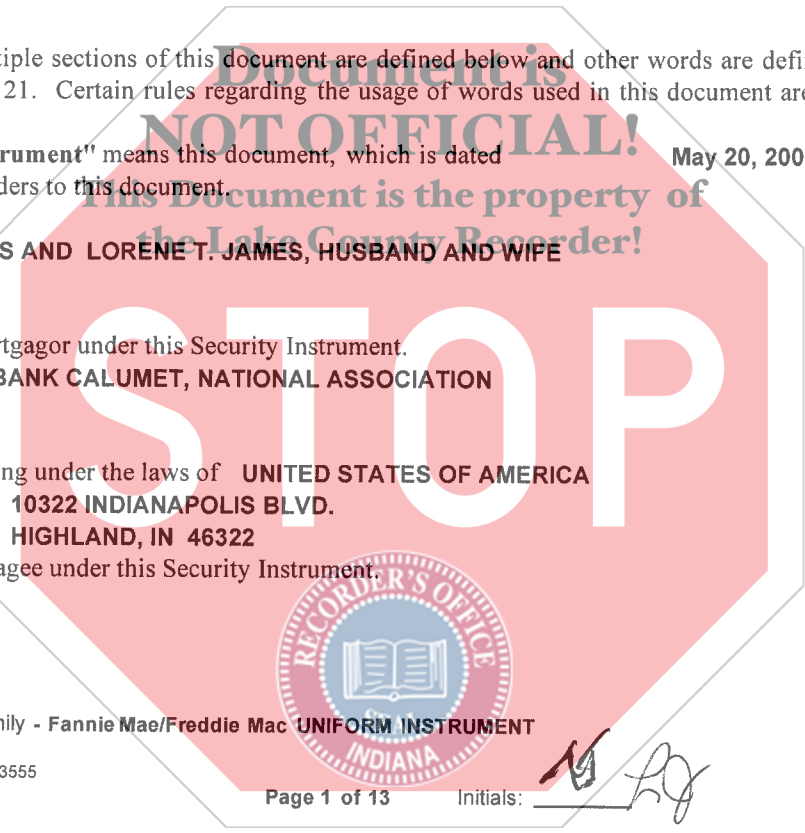 tiple sections of this document are defined below and other words are defi
Document is
21. Certain rules regarding the usage of words used in this document are
NOT OFFICIAL!
rument" means this document, which is dated May 20, 200
ders to this document.
This Document is the property of
the Lake County Recorder!
S AND LORENE T. JAMES, HUSBAND AND WIFE
STOP
rtgagor under this Security Instrument.
BANK CALUMET, NATIONAL ASSOCIATION
ng under the laws of UNITED STATES OF AMERICA
10322 INDIANAPOLIS BLVD.
HIGHLAND, IN 46322
agee under this Security Instrument.
RECORDER'S OFFICE
SEAL
INDIANA
nily - Fannie Mae/Freddie Mac UNIFORM INSTRUMENT
3555
Page 1 of 13 Initials: LJ